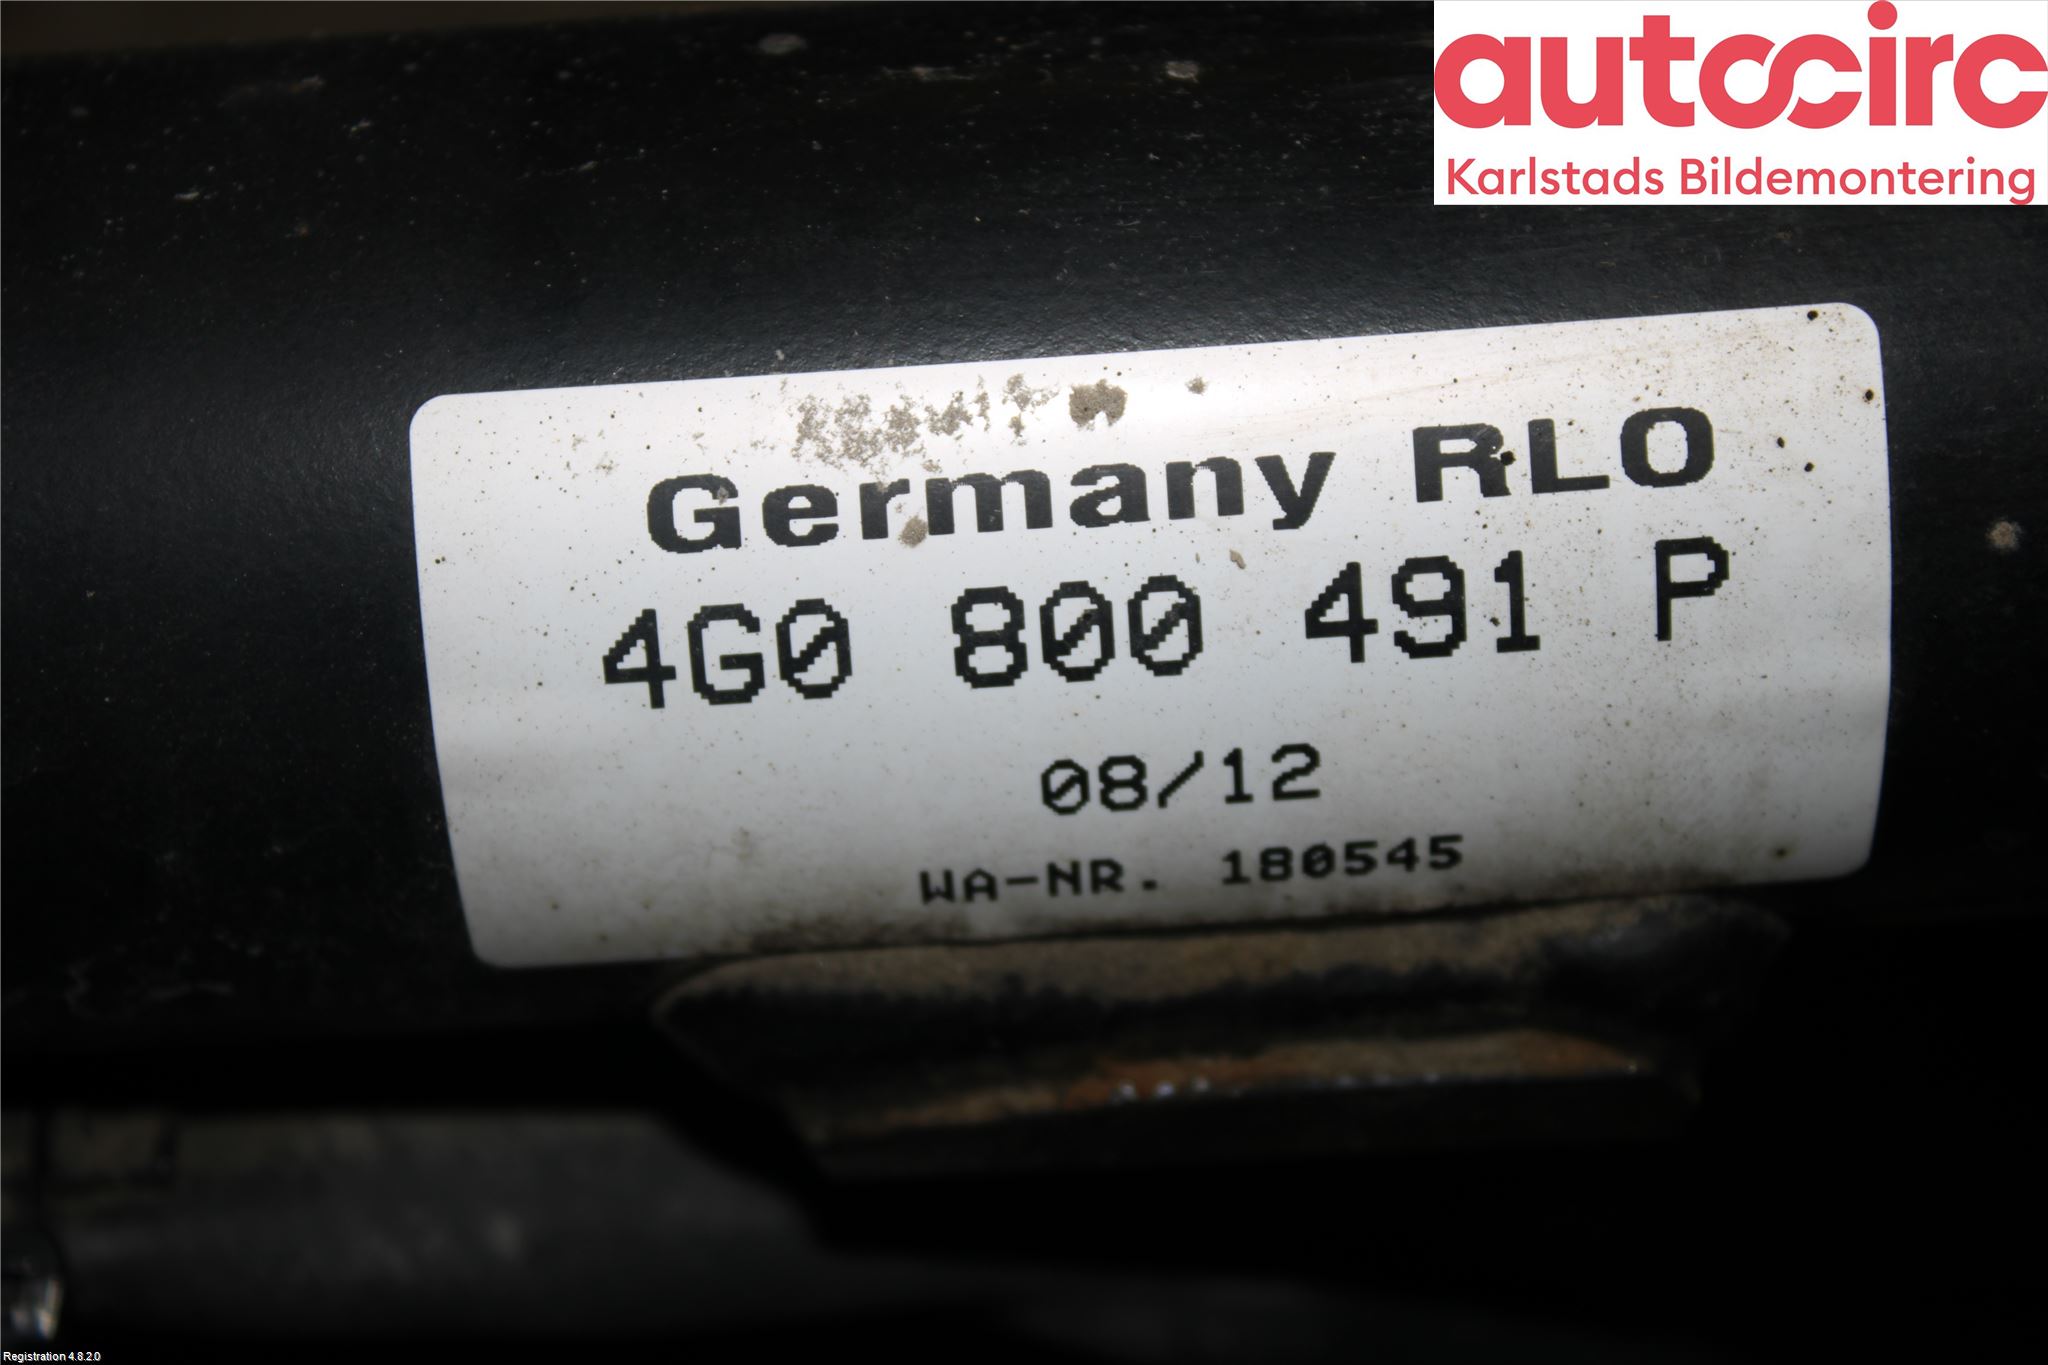 autocirc
Karlstads Bildemontering
Germany RLO
4G0 800 491 P
08/12
WA-NR. 180545
Registration 4.8.2.0